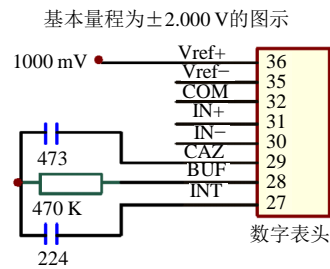 基本量程为±2.000 V的图示
1000 mV
Vref+ 36
Vref− 35
COM 32
IN+ 31
IN− 30
CAZ 29
BUF 28
INT 27
473
470 K
224
数字表头